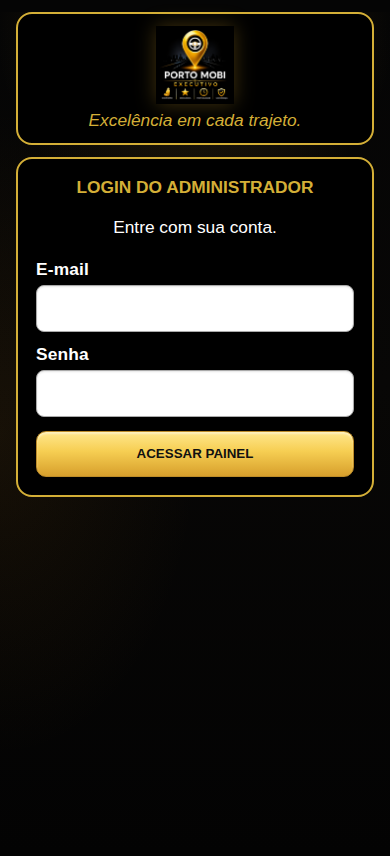 PORTO MOBI
EXECUTIVO
Excelência em cada trajeto.
LOGIN DO ADMINISTRADOR
Entre com sua conta.
E-mail
Senha
ACESSAR PAINEL